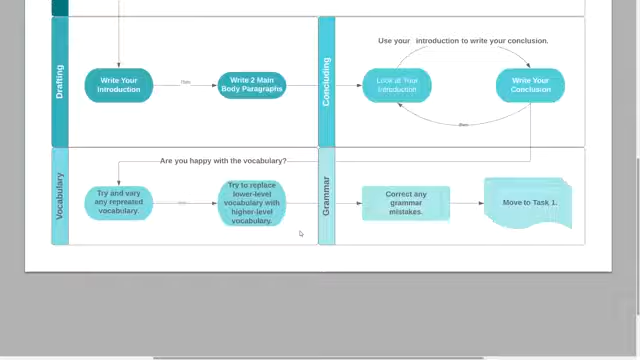 Drafting
Write Your
Introduction
Then
Write 2 Main
Body Paragraphs
Concluding
Use your introduction to write your conclusion.
Look at Your
Introduction
Write Your
Conclusion
Vocabulary
Are you happy with the vocabulary?
Try and vary
any repreated
vocabulary.
Try to replace
lower-level
vocabulary with
higher-level
vocabulary.
Grammar
Correct any
grammar
mistakes.
Move to Task 1.